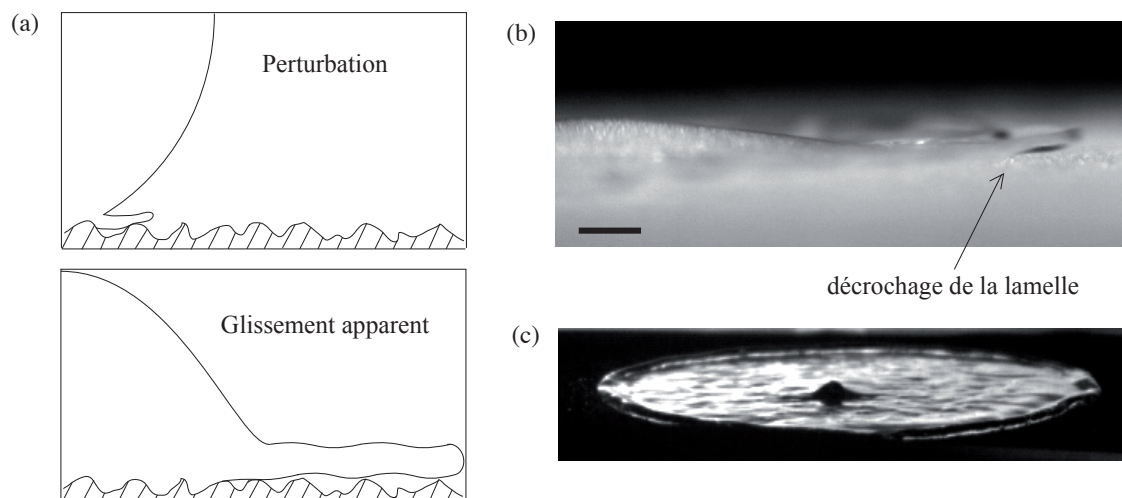 (a)
Perturbation
Glissement apparent
(b)
décrochage de la lamelle
(c)